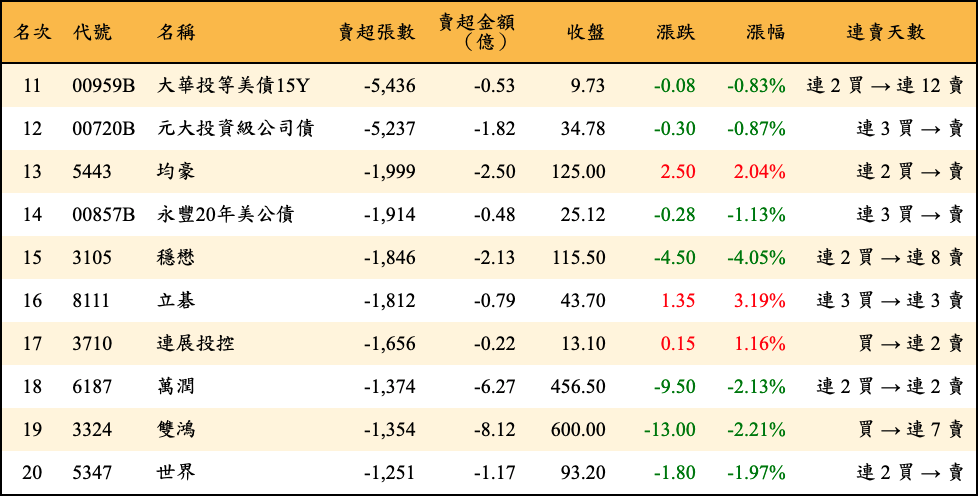 名次 代號 名稱 賣超張數 賣超金額（億） 收盤 漲跌 漲幅 連賣天數
11 00959B 大華投等美債15Y -5,436 -0.53 9.73 -0.08 -0.83% 連 2 買 → 連 12 賣
12 00720B 元大投資級公司債 -5,237 -1.82 34.78 -0.30 -0.87% 連 3 買 → 賣
13 5443 均豪 -1,999 -2.50 125.00 2.50 2.04% 連 2 買 → 賣
14 00857B 永豐20年美公債 -1,914 -0.48 25.12 -0.28 -1.13% 連 3 買 → 賣
15 3105 穩懋 -1,846 -2.13 115.50 -4.50 -4.05% 連 2 買 → 連 8 賣
16 8111 立碁 -1,812 -0.79 43.70 1.35 3.19% 連 3 買 → 連 3 賣
17 3710 連展投控 -1,656 -0.22 13.10 0.15 1.16% 買 → 連 2 賣
18 6187 萬潤 -1,374 -6.27 456.50 -9.50 -2.13% 連 2 買 → 連 2 賣
19 3324 雙鴻 -1,354 -8.12 600.00 -13.00 -2.21% 買 → 連 7 賣
20 5347 世界 -1,251 -1.17 93.20 -1.80 -1.97% 連 2 買 → 賣